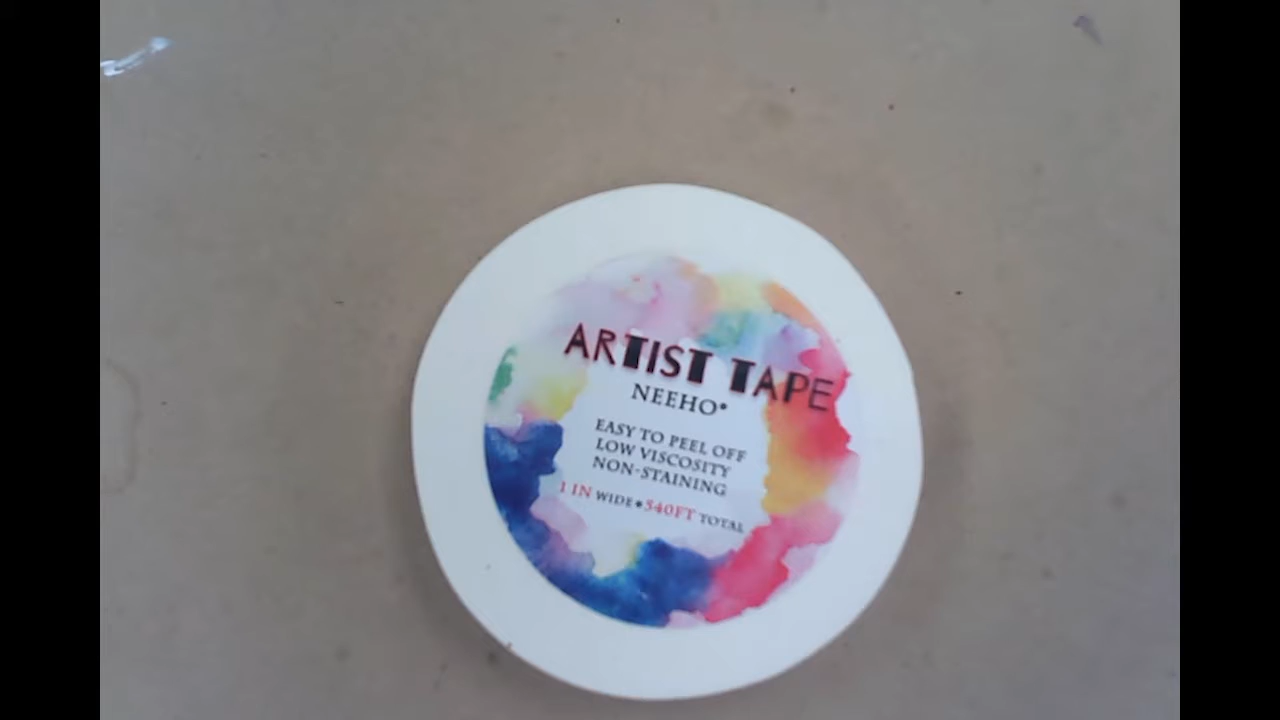 ARTIST TAPE
NEEHO®
EASY TO PEEL OFF
LOW VISCOSITY
NON-STAINING
1 IN WIDE•540FT TOTAL